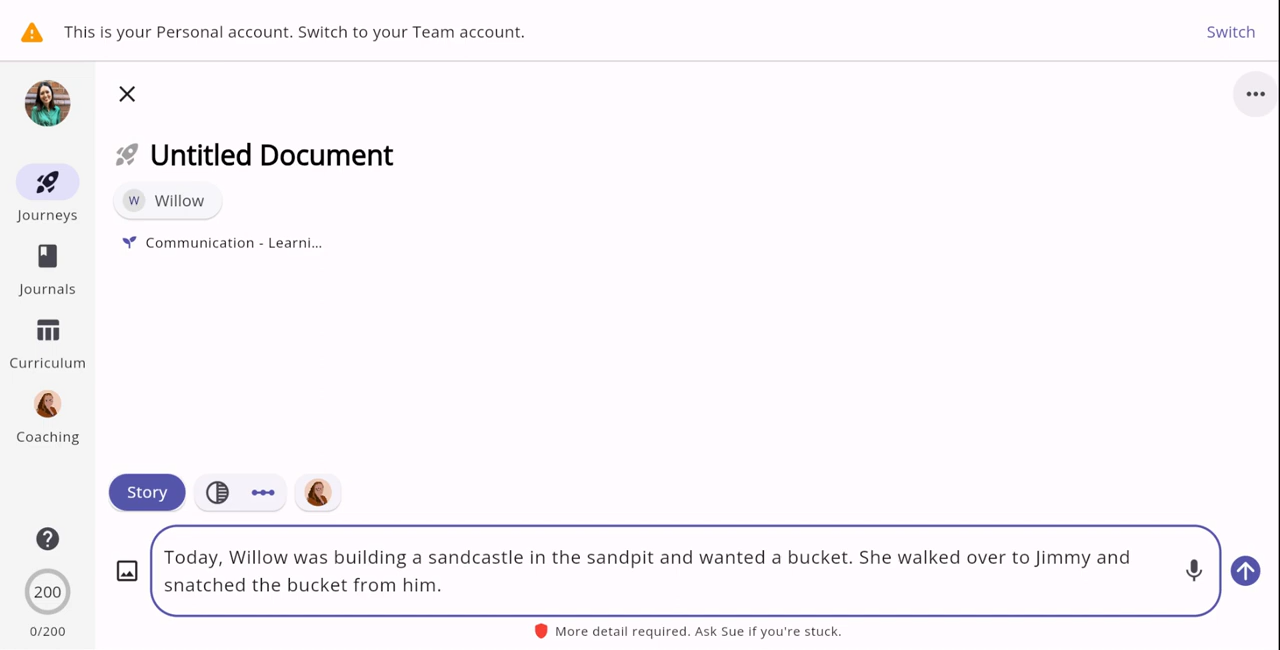 This is your Personal account. Switch to your Team account.
Switch
Untitled Document
W Willow
Communication - Learni...
Journeys
Journals
Curriculum
Coaching
Story
Today, Willow was building a sandcastle in the sandpit and wanted a bucket. She walked over to Jimmy and
snatched the bucket from him.
200
0/200
More detail required. Ask Sue if you're stuck.